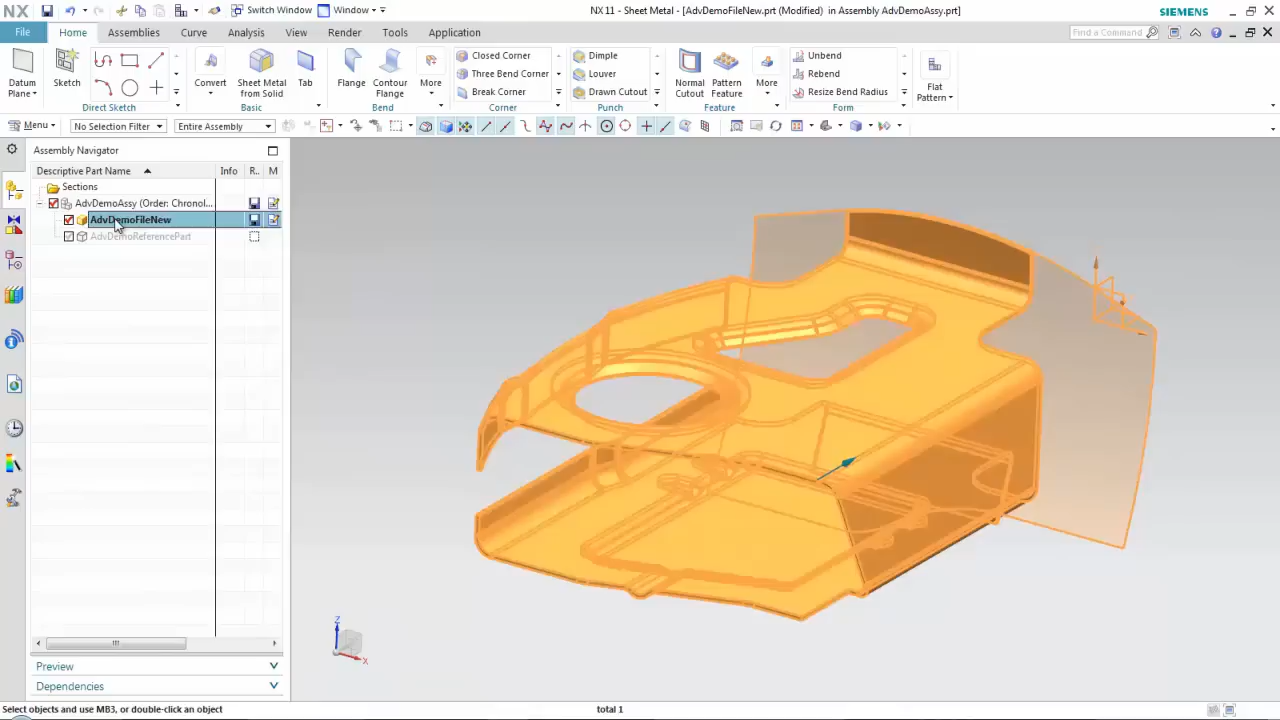 NX Switch Window Window NX 11 - Sheet Metal - [AdvDemoFileNew.prt (Modified) in Assembly AdvDemoAssy.prt] SIEMENS
File Home Assemblies Curve Analysis View Render Tools Application Find a Command
Datum Plane Sketch Direct Sketch
Convert Sheet Metal from Solid Tab Basic
Flange Contour Flange More Bend
Closed Corner
Three Bend Corner
Break Corner
Corner
Dimple
Louver
Drawn Cutout
Punch
Normal Cutout Pattern Feature More Feature
Unbend
Rebend
Resize Bend Radius
Form
Flat Pattern
Menu No Selection Filter Entire Assembly
Assembly Navigator
Descriptive Part Name Info R.. M
Sections
AdvDemoAssy (Order: Chronol...
AdvDemoFileNew
AdvDemoReferencePart
Z
X
Preview
Dependencies
Select objects and use MB3, or double-click an object total 1